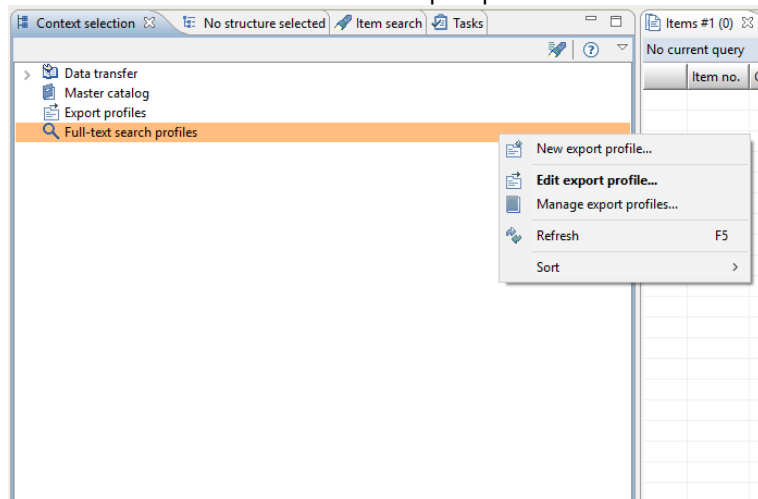 Context selection No structure selected Item search Tasks Items #1 (0)
No current query
Item no.
Data transfer
Master catalog
Export profiles
Full-text search profiles
New export profile...
Edit export profile...
Manage export profiles...
Refresh F5
Sort